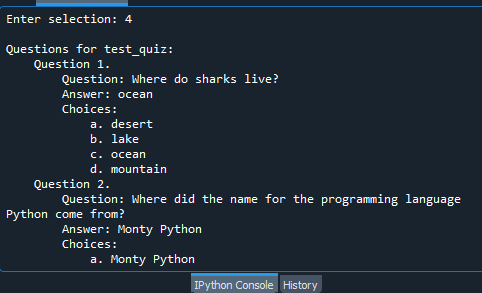 Enter selection: 4
Questions for test_quiz:
Question 1.
Question: Where do sharks live?
Answer: ocean
Choices:
a. desert
b. lake
c. ocean
d. mountain
Question 2.
Question: Where did the name for the programming language
Python come from?
Answer: Monty Python
Choices:
a. Monty Python
IPython Console History